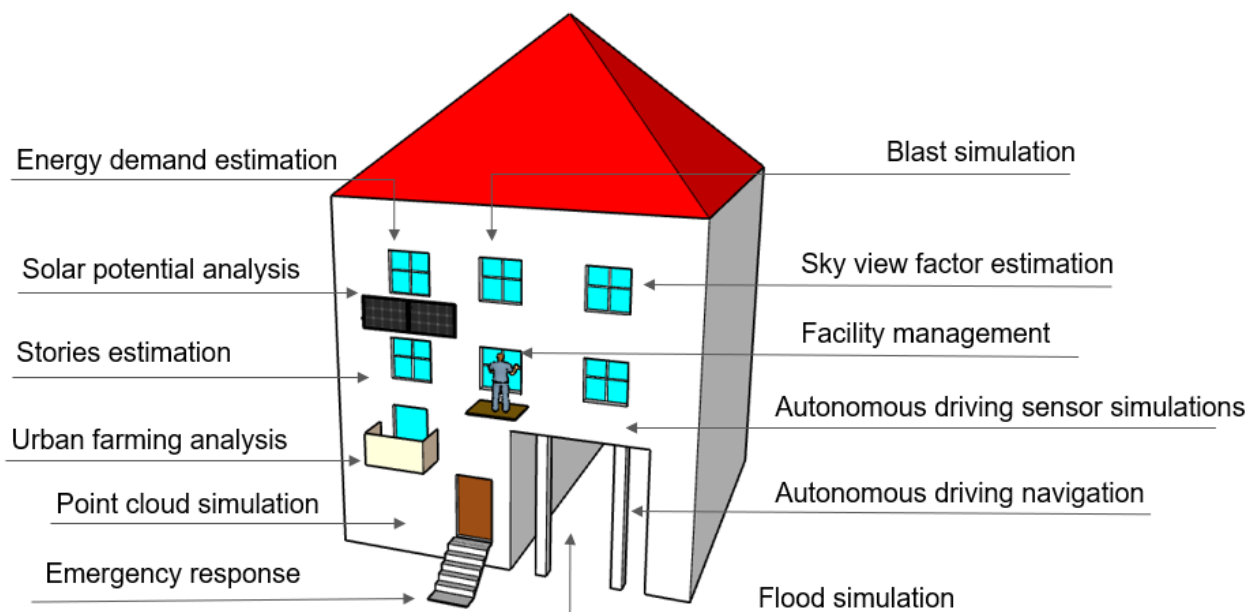 Energy demand estimation
Blast simulation
Solar potential analysis
Sky view factor estimation
Facility management
Stories estimation
Autonomous driving sensor simulations
Urban farming analysis
Point cloud simulation
Autonomous driving navigation
Emergency response
Flood simulation